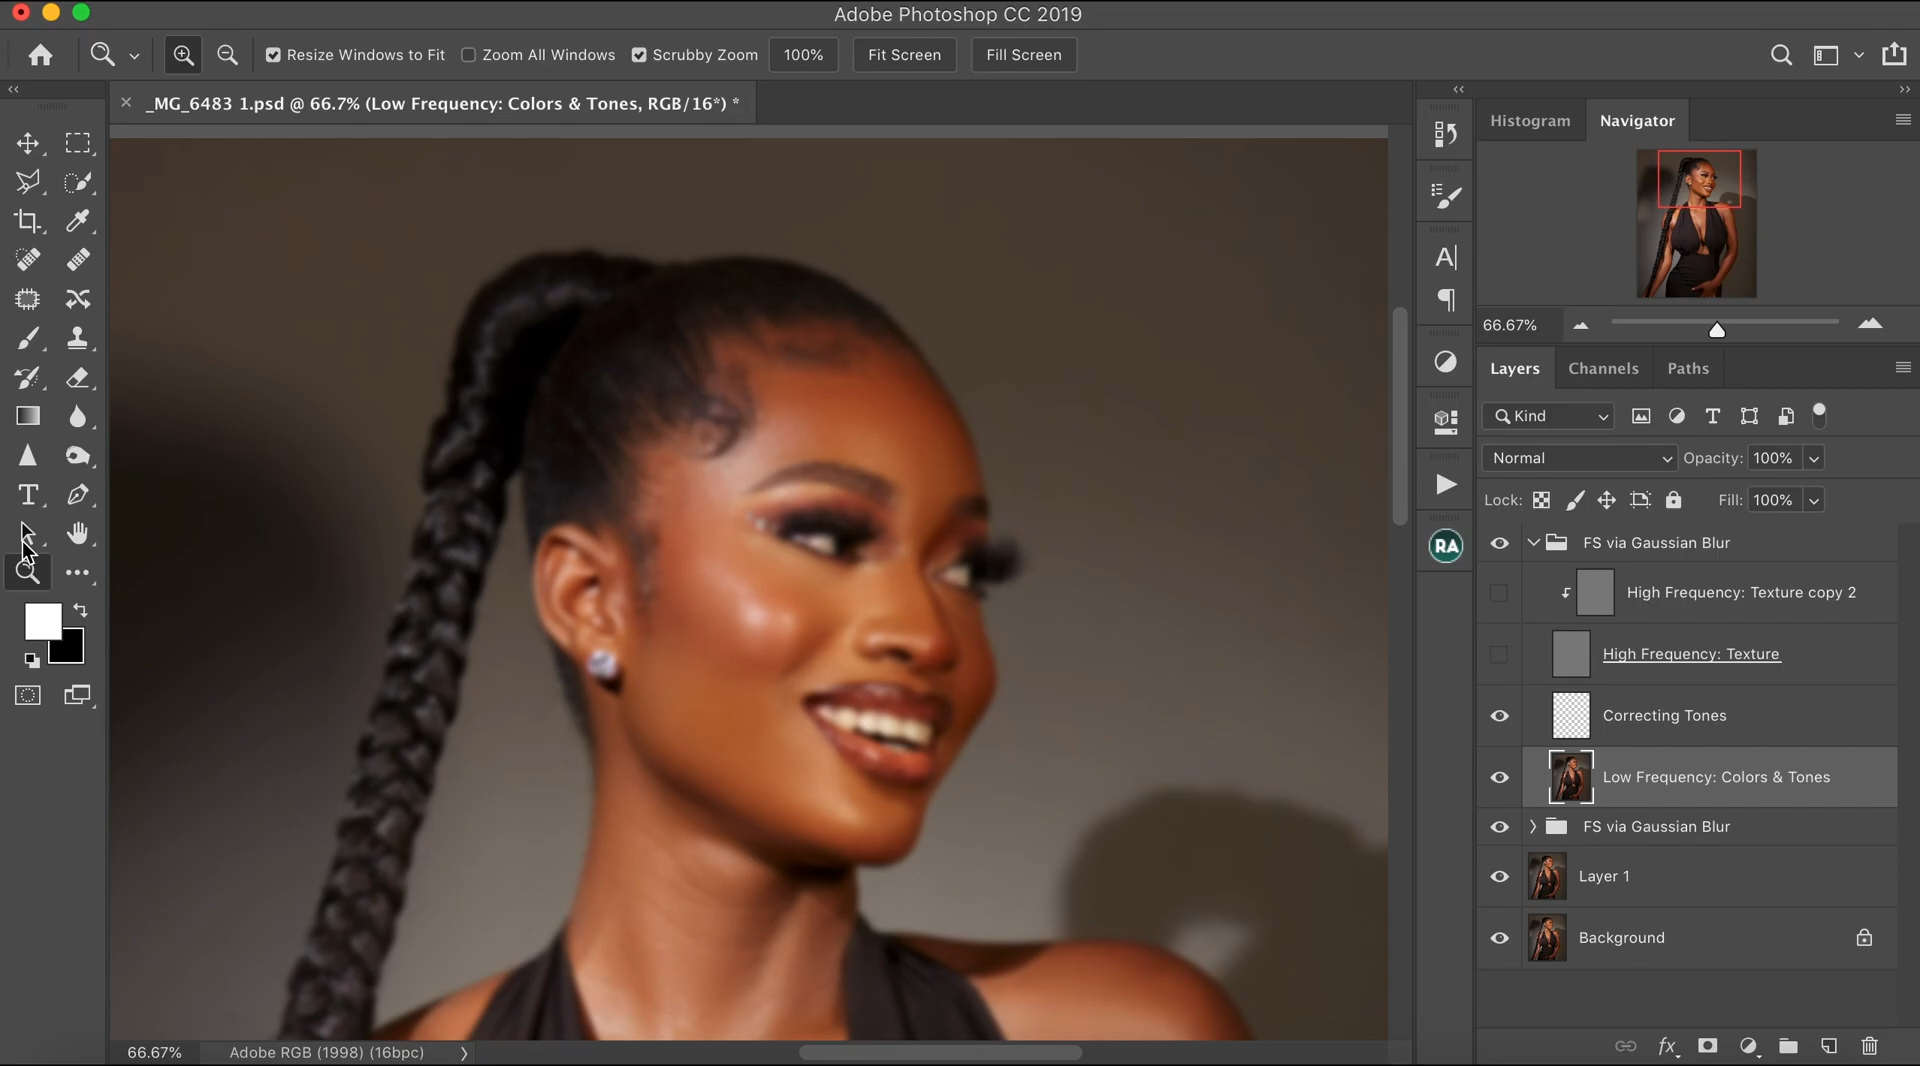 Adobe Photoshop CC 2019
Resize Windows to Fit
Zoom All Windows
Scrubby Zoom
100%
Fit Screen
Fill Screen
_MG_6483 1.psd @ 66.7% (Low Frequency: Colors & Tones, RGB/16*) *
Histogram
Navigator
66.67%
Layers
Channels
Paths
Kind
Normal
Opacity: 100%
Lock:
Fill: 100%
FS via Gaussian Blur
High Frequency: Texture copy 2
High Frequency: Texture
Correcting Tones
Low Frequency: Colors & Tones
FS via Gaussian Blur
Layer 1
Background
RA
66.67%
Adobe RGB (1998) (16bpc)